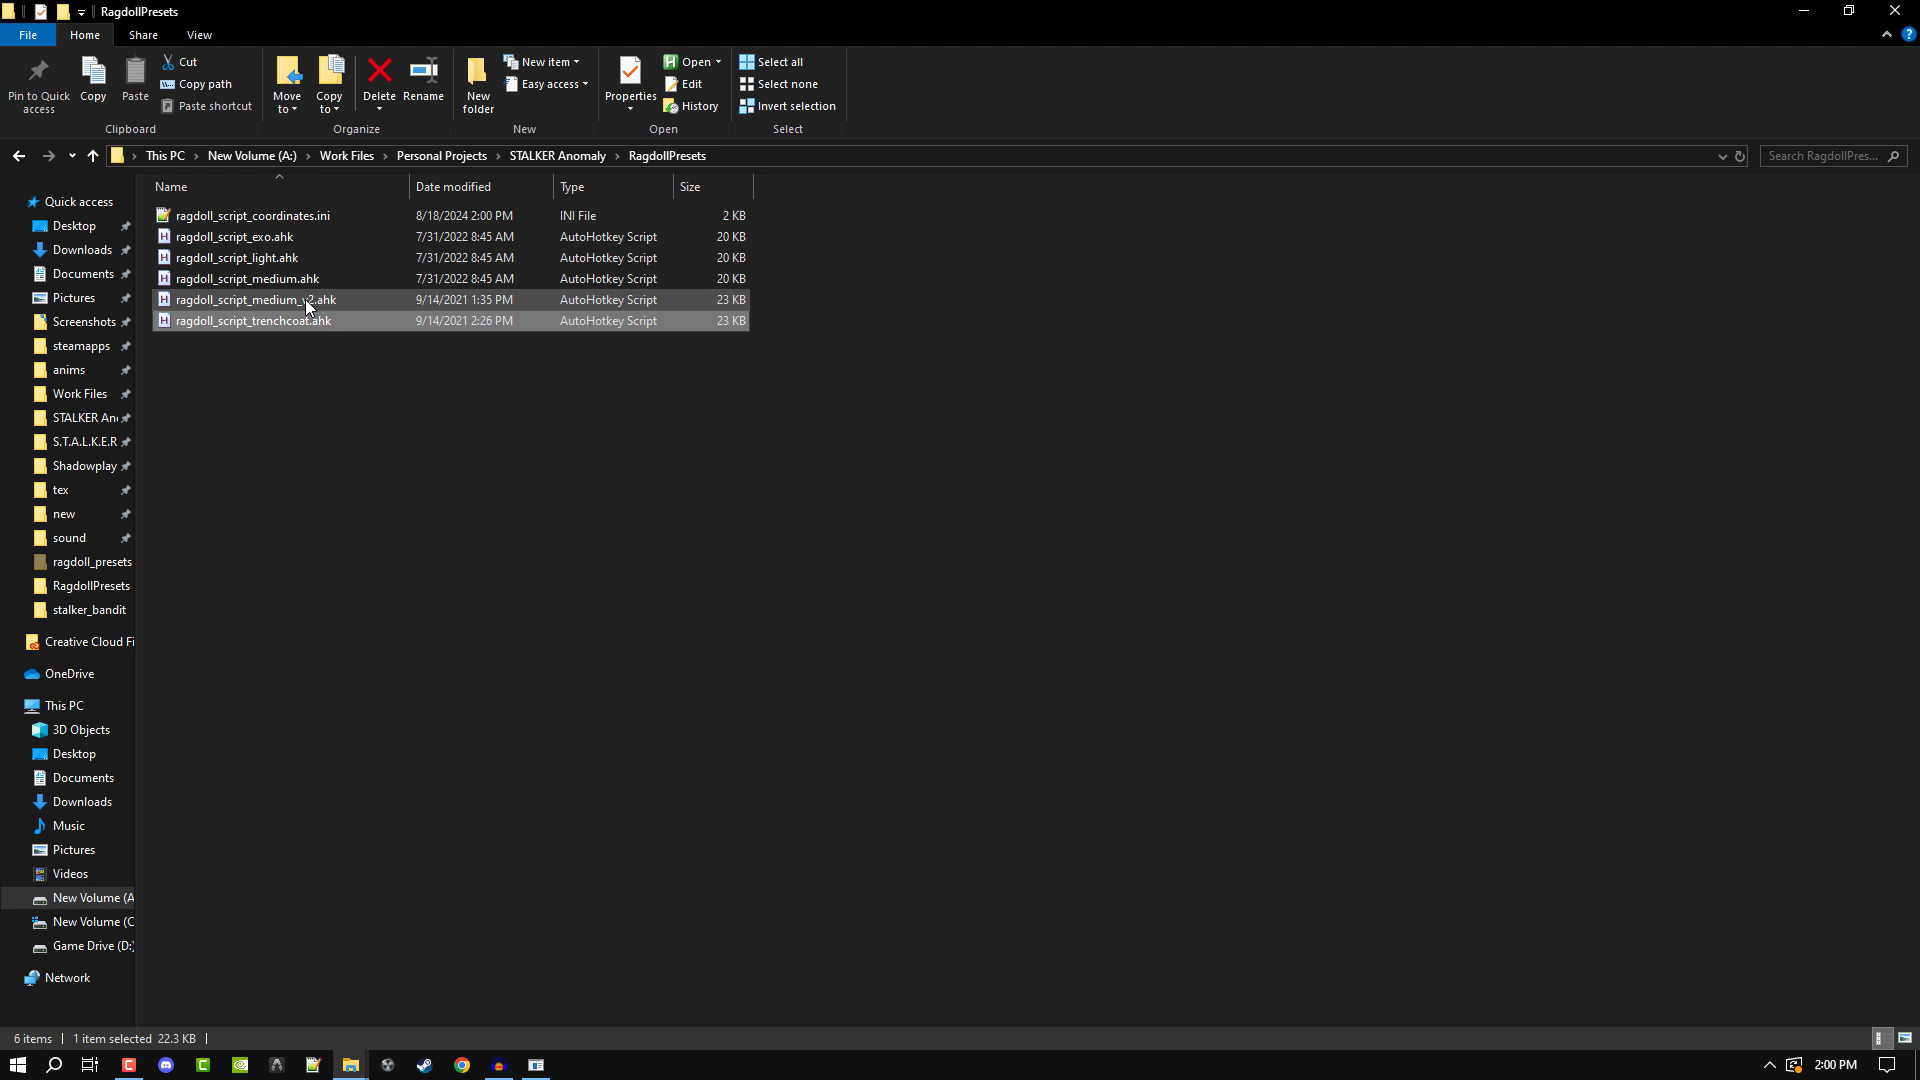 RagdollPresets
File Home Share View
Pin to Quick access
Copy
Paste
Cut
Copy path
Paste shortcut
Clipboard
Move to
Copy to
Delete
Rename
Organize
New folder
New item
Easy access
New
Properties
Open
Edit
History
Open
Select all
Select none
Invert selection
Select
This PC New Volume (A:) Work Files Personal Projects STALKER Anomaly RagdollPresets
Search RagdollPres...
Name Date modified Type Size
ragdoll_script_coordinates.ini 8/18/2024 2:00 PM INI File 2 KB
ragdoll_script_exo.ahk 7/31/2022 8:45 AM AutoHotkey Script 20 KB
ragdoll_script_light.ahk 7/31/2022 8:45 AM AutoHotkey Script 20 KB
ragdoll_script_medium.ahk 7/31/2022 8:45 AM AutoHotkey Script 20 KB
ragdoll_script_medium_v2.ahk 9/14/2021 1:35 PM AutoHotkey Script 23 KB
ragdoll_script_trenchcoat.ahk 9/14/2021 2:26 PM AutoHotkey Script 23 KB
Quick access
Desktop
Downloads
Documents
Pictures
Screenshots
steamapps
anims
Work Files
STALKER An
S.T.A.L.K.E.R
Shadowplay
tex
new
sound
ragdoll_presets
RagdollPresets
stalker_bandit
Creative Cloud Fi
OneDrive
This PC
3D Objects
Desktop
Documents
Downloads
Music
Pictures
Videos
New Volume (A
New Volume (C
Game Drive (D:)
Network
6 items 1 item selected 22.3 KB
2:00 PM